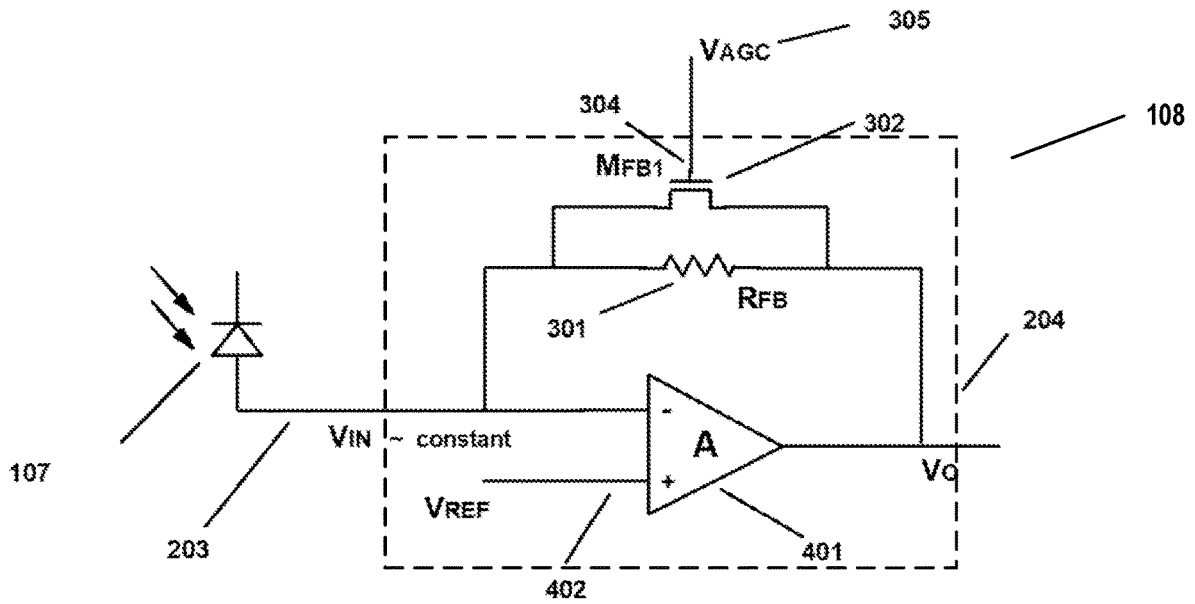 305
VAGC
304
302
108
MFB1
RFB
301
204
-
A
VIN ~ constant
+
VO
VREF
107
203
402
401